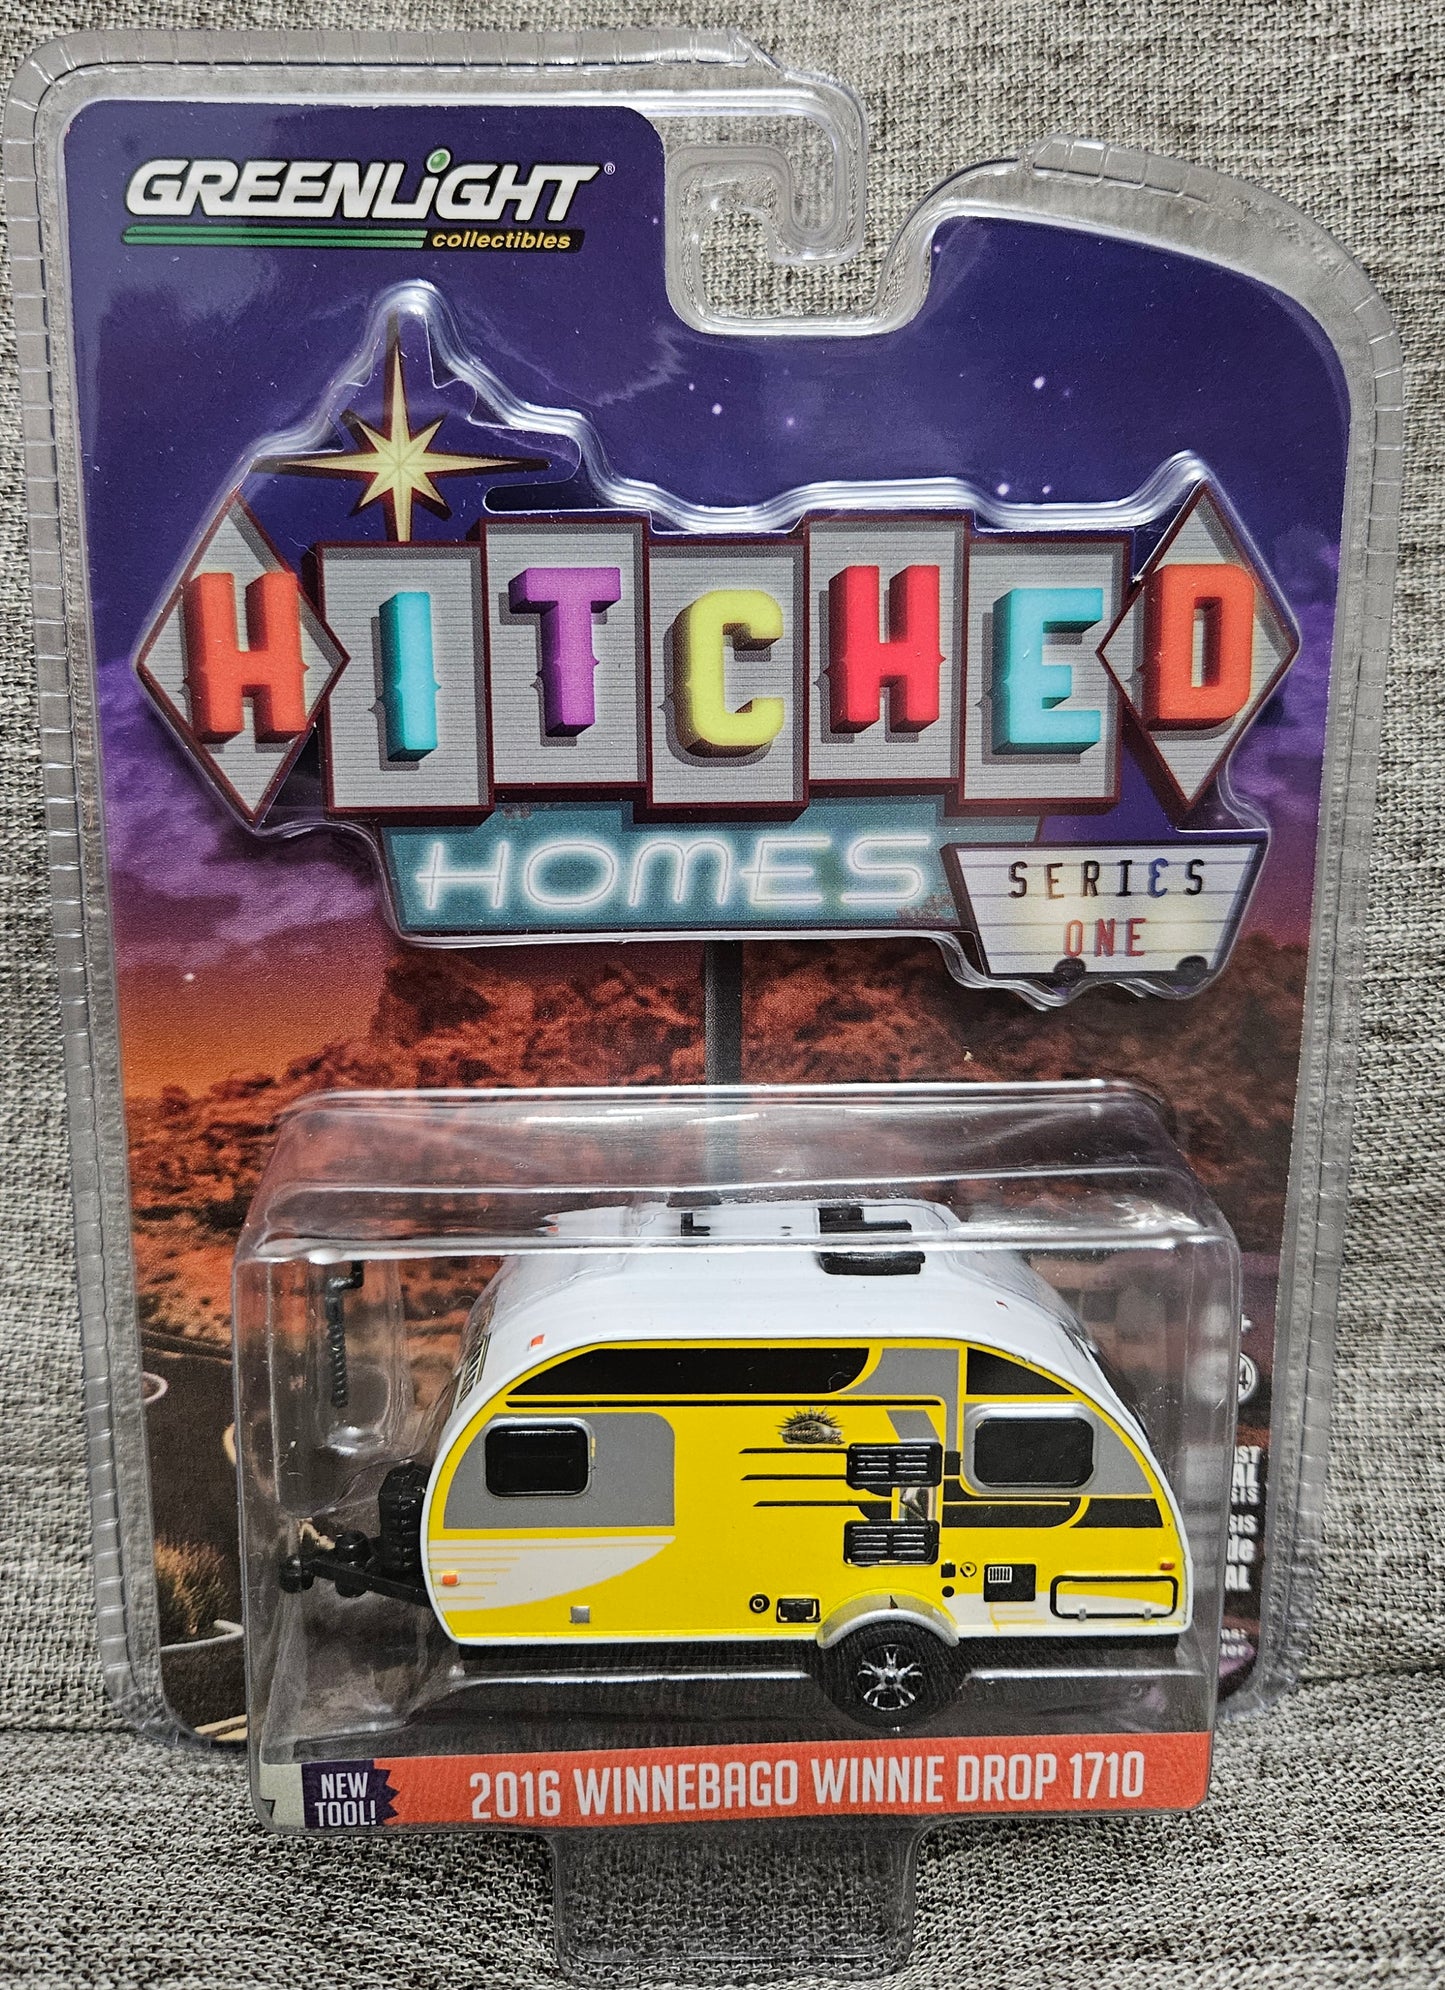 GREENLiGHT®
collectibles
HITCHED
HOMES
SERIES
ONE
NEW
TOOL!
2016 WINNEBAGO WINNIE DROP 1710